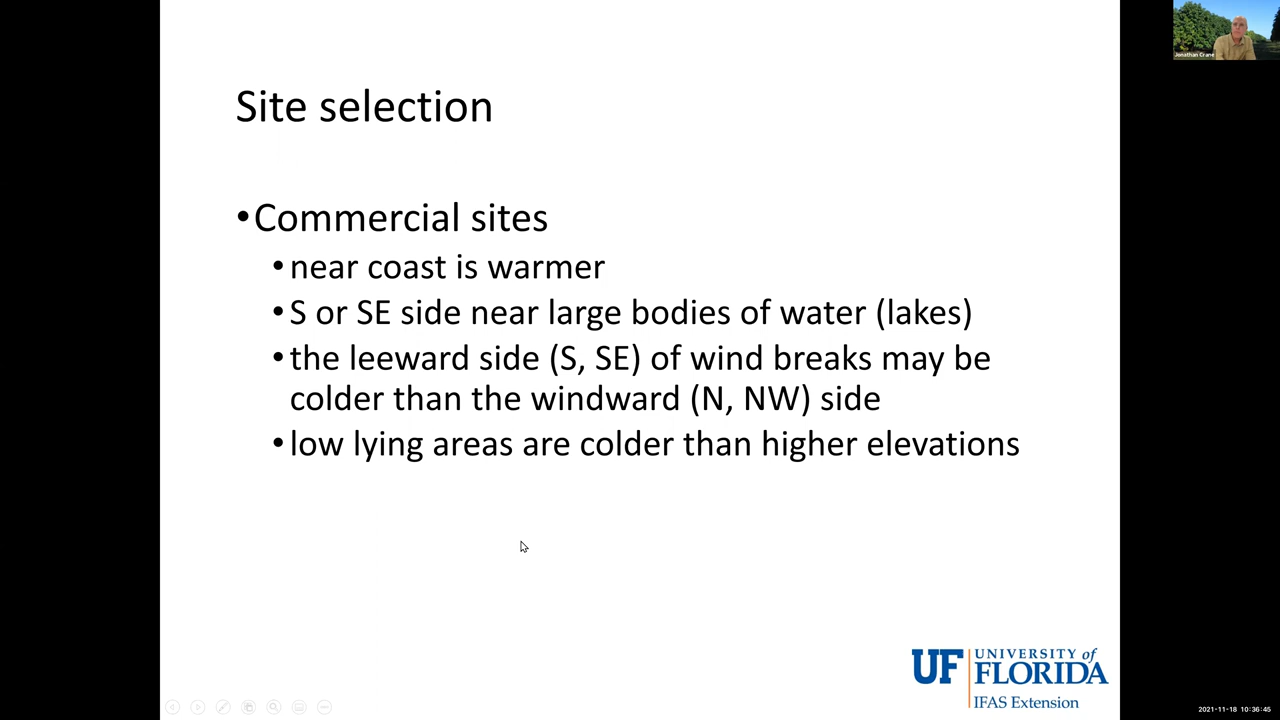 Jonathan Crane
Site selection
•Commercial sites
•near coast is warmer
•S or SE side near large bodies of water (lakes)
•the leeward side (S, SE) of wind breaks may be
colder than the windward (N, NW) side
•low lying areas are colder than higher elevations
UF UNIVERSITY of
FLORIDA
IFAS Extension
2021-11-18 10:36:45